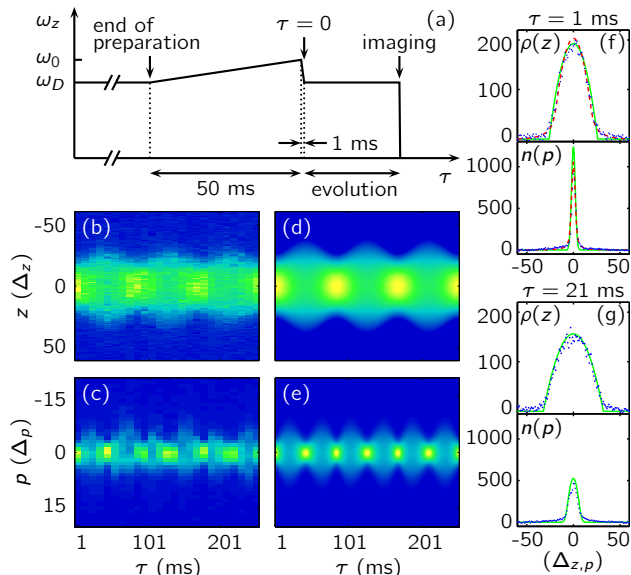 ω_z
(a)
end of preparation
τ = 0
imaging
ω_0
ω_D
1 ms
τ
50 ms
evolution
(b)
(d)
-50
0
50
z (Δ_z)
(c)
(e)
-15
0
15
p (Δ_p)
1 101 201
τ (ms)
1 101 201
τ (ms)
τ = 1 ms
ρ(z) (f)
200
100
0
n(p)
1000
500
0
-50 0 50
τ = 21 ms
ρ(z) (g)
200
100
0
n(p)
1000
500
0
-50 0 50
(Δ_{z,p})